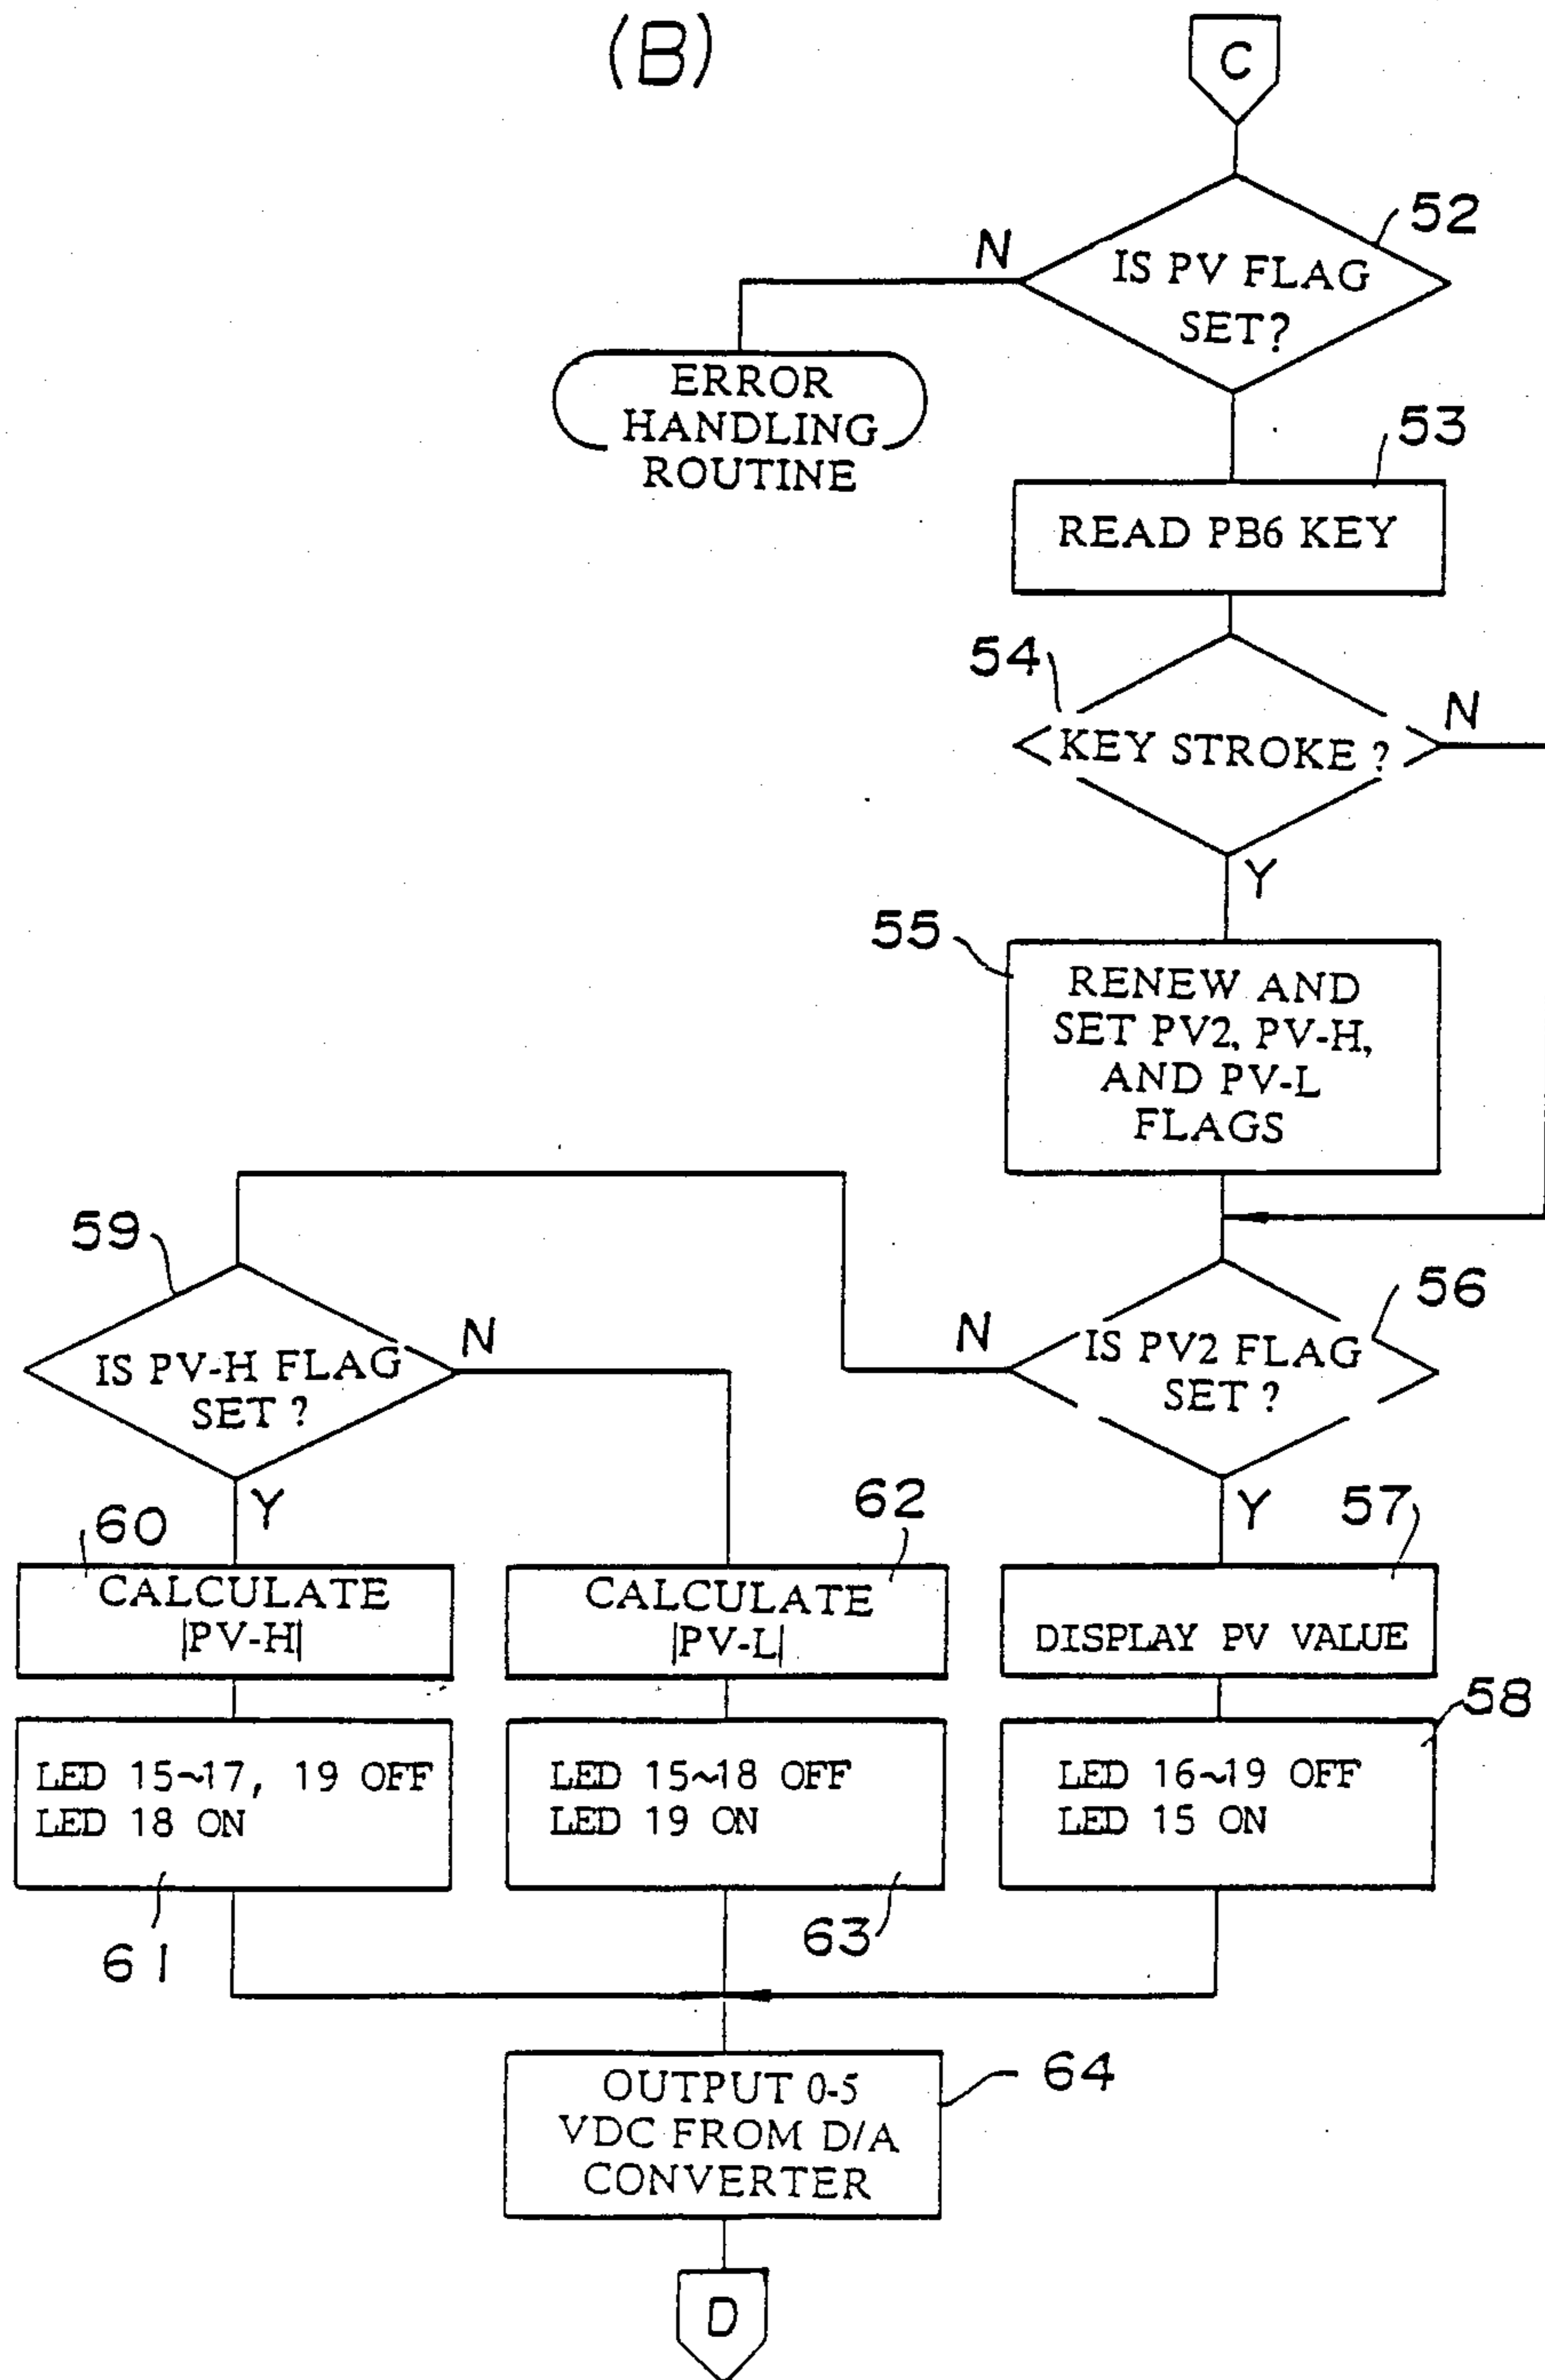 (B)
C
52
N
IS PV FLAG
SET?
ERROR
HANDLING
ROUTINE
53
READ PB6 KEY
54
N
KEY STROKE ?
Y
55
RENEW AND
SET PV2, PV-H,
AND PV-L
FLAGS
59
56
N
IS PV-H FLAG
SET ?
N
IS PV2 FLAG
SET ?
Y
60
62
Y
57
CALCULATE
|PV-H|
CALCULATE
|PV-L|
DISPLAY PV VALUE
58
LED 15~17, 19 OFF
LED 18 ON
LED 15~18 OFF
LED 19 ON
LED 16~19 OFF
LED 15 ON
61
63
64
OUTPUT 0-5
VDC FROM D/A
CONVERTER
D